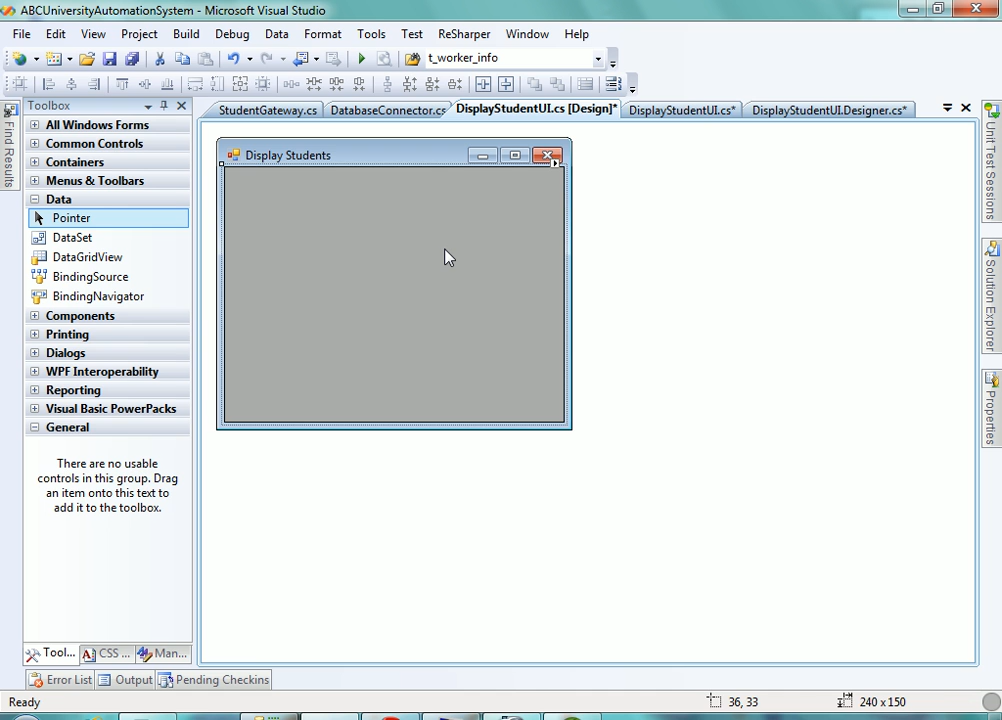 ABCUniversityAutomationSystem - Microsoft Visual Studio
File Edit View Project Build Debug Data Format Tools Test ReSharper Window Help
t_worker_info
Toolbox
StudentGateway.cs DatabaseConnector.cs DisplayStudentUI.cs [Design]* DisplayStudentUI.cs* DisplayStudentUI.Designer.cs*
Find Results
All Windows Forms
Common Controls
Containers
Menus & Toolbars
Data
Pointer
DataSet
DataGridView
BindingSource
BindingNavigator
Components
Printing
Dialogs
WPF Interoperability
Reporting
Visual Basic PowerPacks
General
There are no usable
controls in this group. Drag
an item onto this text to
add it to the toolbox.
Display Students
Unit Test Sessions
Solution Explorer
Properties
Tool... CSS ... Man...
Error List Output Pending Checkins
Ready 36, 33 240 x 150